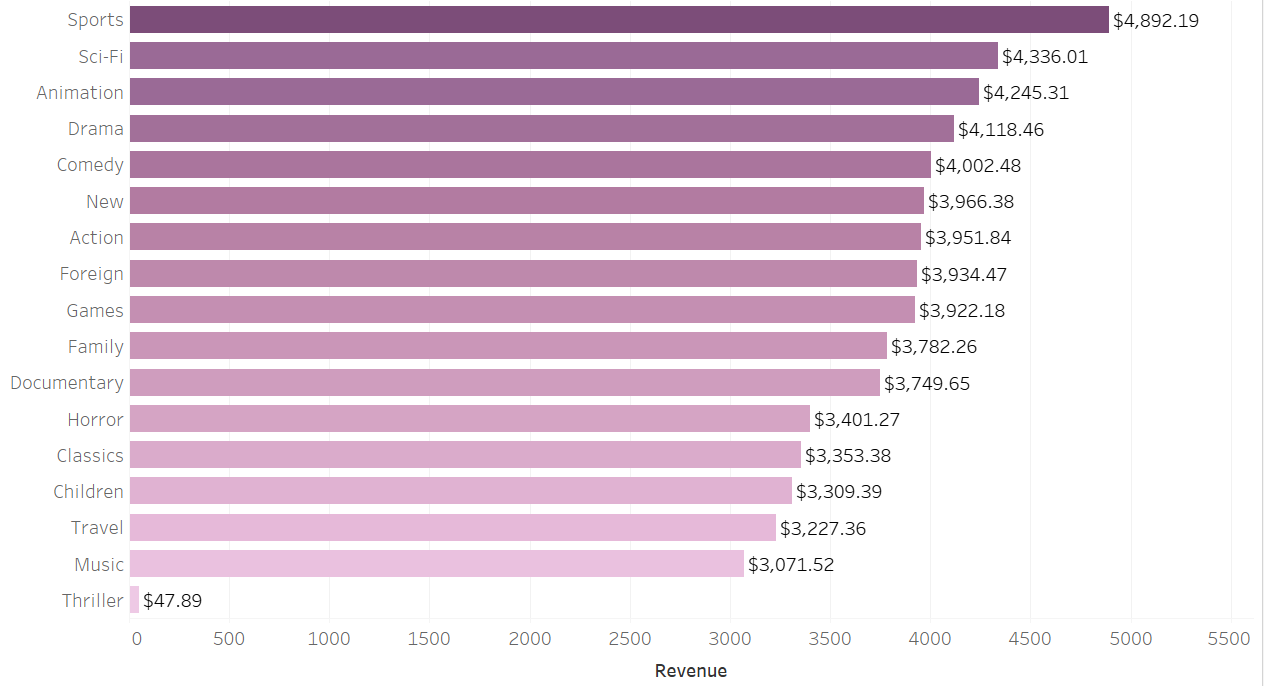 Sports $4,892.19
Sci-Fi $4,336.01
Animation $4,245.31
Drama $4,118.46
Comedy $4,002.48
New $3,966.38
Action $3,951.84
Foreign $3,934.47
Games $3,922.18
Family $3,782.26
Documentary $3,749.65
Horror $3,401.27
Classics $3,353.38
Children $3,309.39
Travel $3,227.36
Music $3,071.52
Thriller $47.89
0 500 1000 1500 2000 2500 3000 3500 4000 4500 5000 5500
Revenue